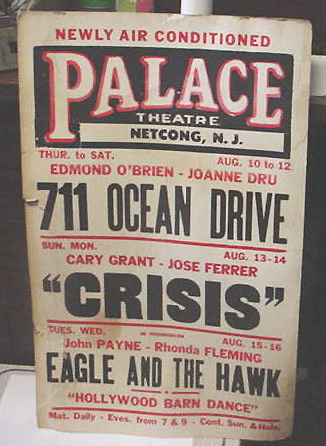 NEWLY AIR CONDITIONED
PALACE
THEATRE
NETCONG, N. J.
THUR. to SAT. AUG. 10 to 12
EDMOND O'BRIEN - JOANNE DRU
711 OCEAN DRIVE
SUN. MON. AUG. 13-14
CARY GRANT - JOSE FERRER
"CRISIS"
TUES. WED. IN TECHNICOLOR AUG. 15-16
John PAYNE - Rhonda FLEMING
EAGLE AND THE HAWK
"HOLLYWOOD BARN DANCE"
Mat. Daily - Eves. from 7 & 9 - Cont. Sun. & Hols.